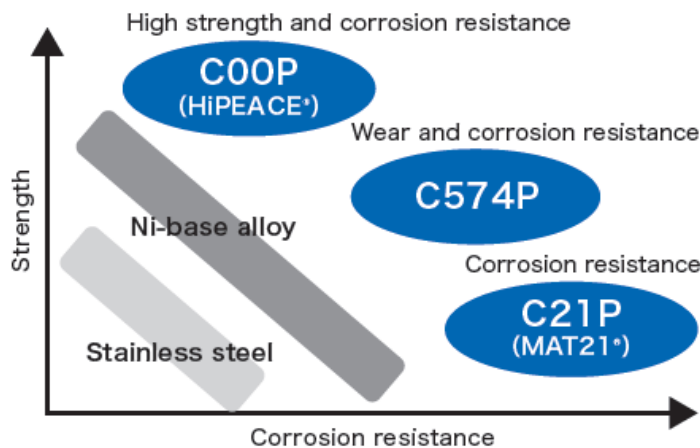 High strength and corrosion resistance
C00P
(HiPEACE®)
Wear and corrosion resistance
C574P
Strength
Ni-base alloy
Corrosion resistance
C21P
(MAT21®)
Stainless steel
Corrosion resistance